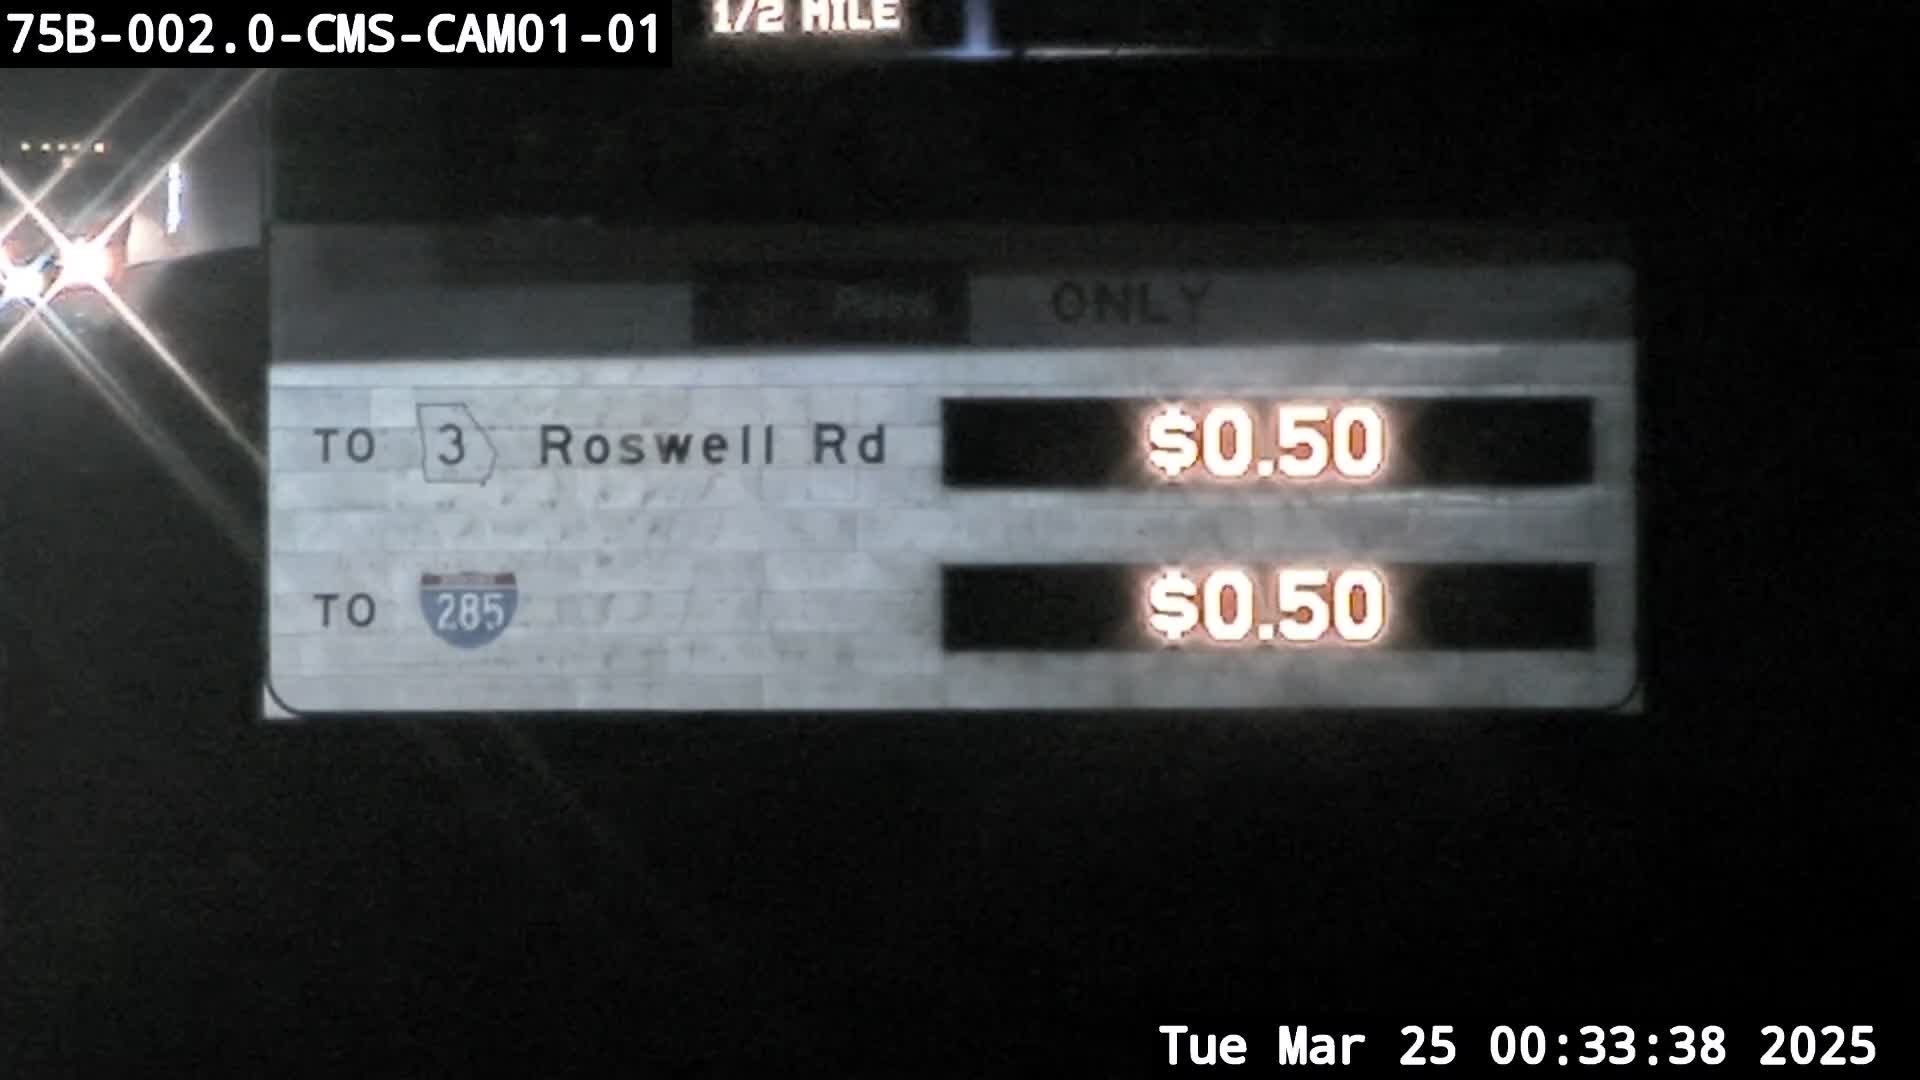 75B-002.0-CMS-CAM01-01
1/2 MILE
ONLY
TO 3 Roswell Rd $0.50
TO 285 $0.50
Tue Mar 25 00:33:38 2025